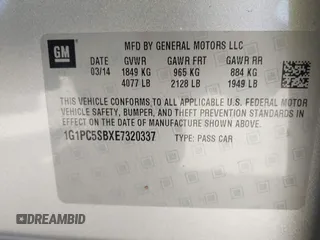 GM
MFD BY GENERAL MOTORS LLC
DATE GVWR GAWR FRT GAWR RR
03/14 1849 KG 965 KG 884 KG
4077 LB 2128 LB 1949 LB
THIS VEHICLE CONFORMS TO ALL APPLICABLE U.S. FEDERAL MOTOR
VEHICLE SAFETY, BUMPER, AND THEFT PREVENTION STANDARDS IN
EFFECT ON THE DATE OF MANUFACTURE SHOWN ABOVE.
1G1PC5SBXE7320337 TYPE: PASS CAR
DREAMBID